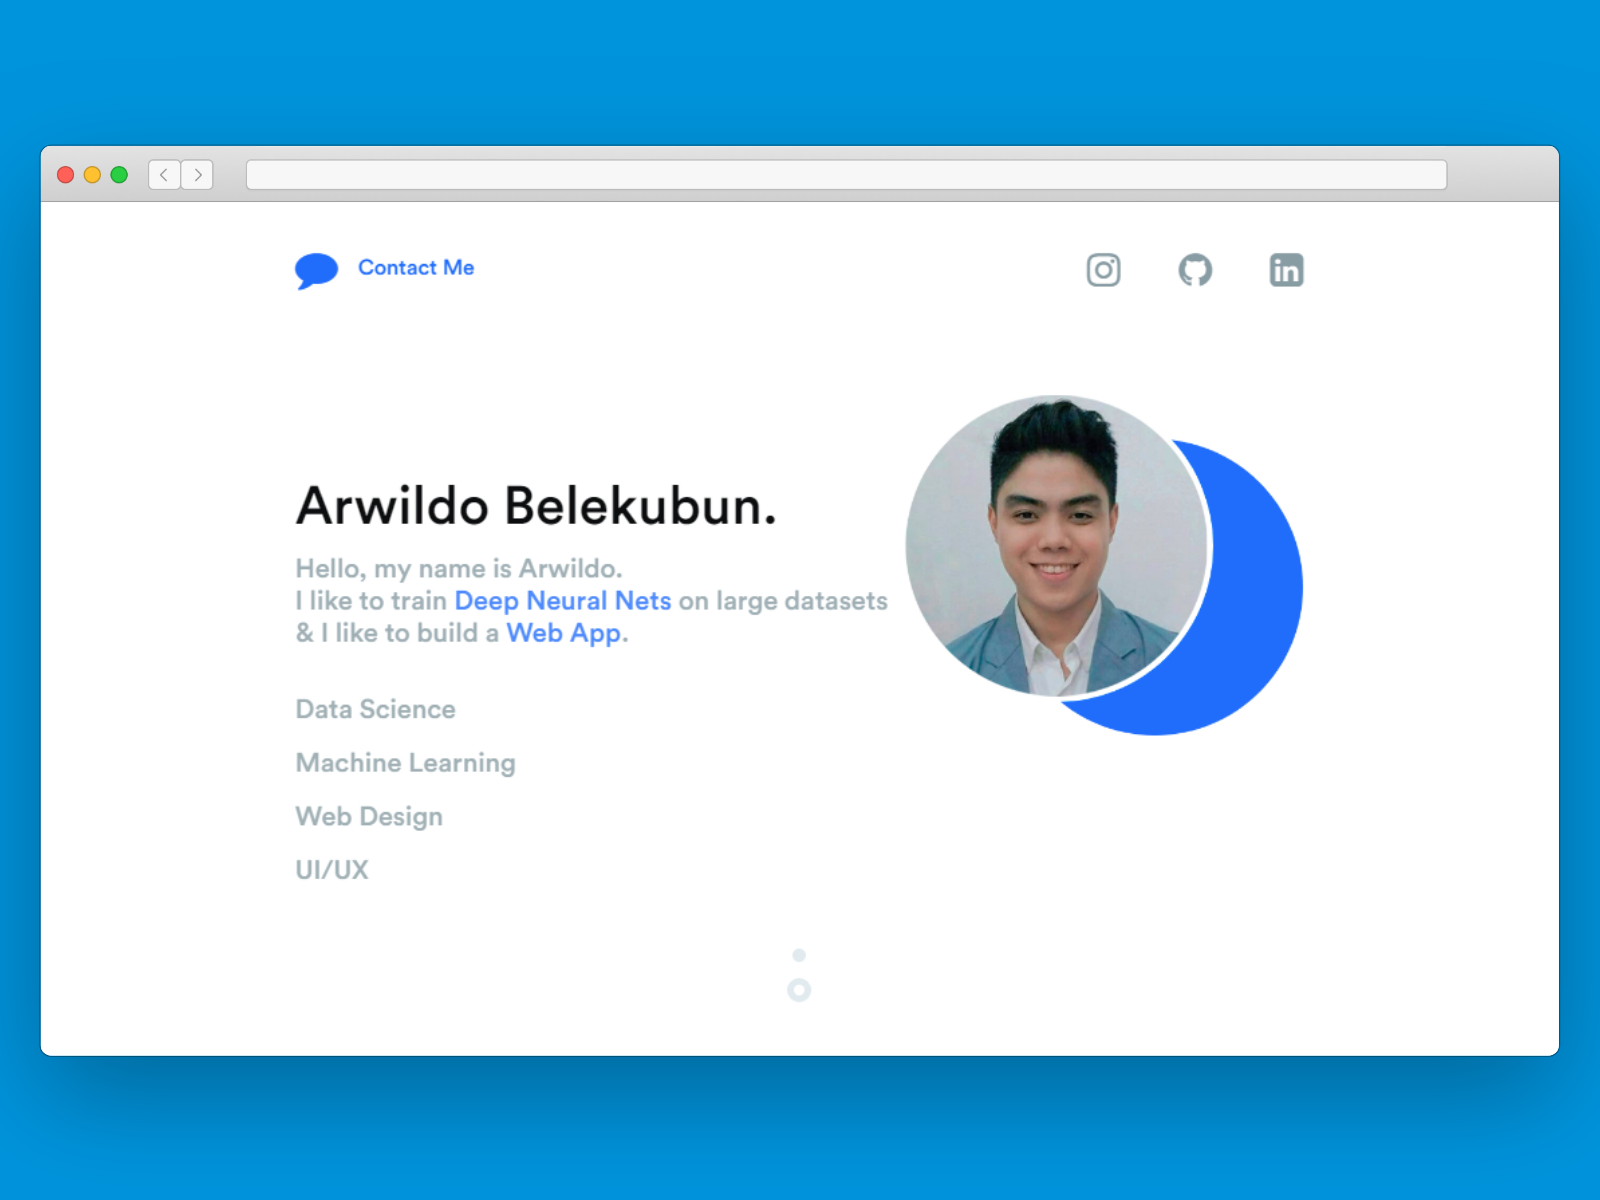 Contact Me
in
Arwildo Belekubun.
Hello, my name is Arwildo.
I like to train Deep Neural Nets on large datasets
& I like to build a Web App.
Data Science
Machine Learning
Web Design
UI/UX